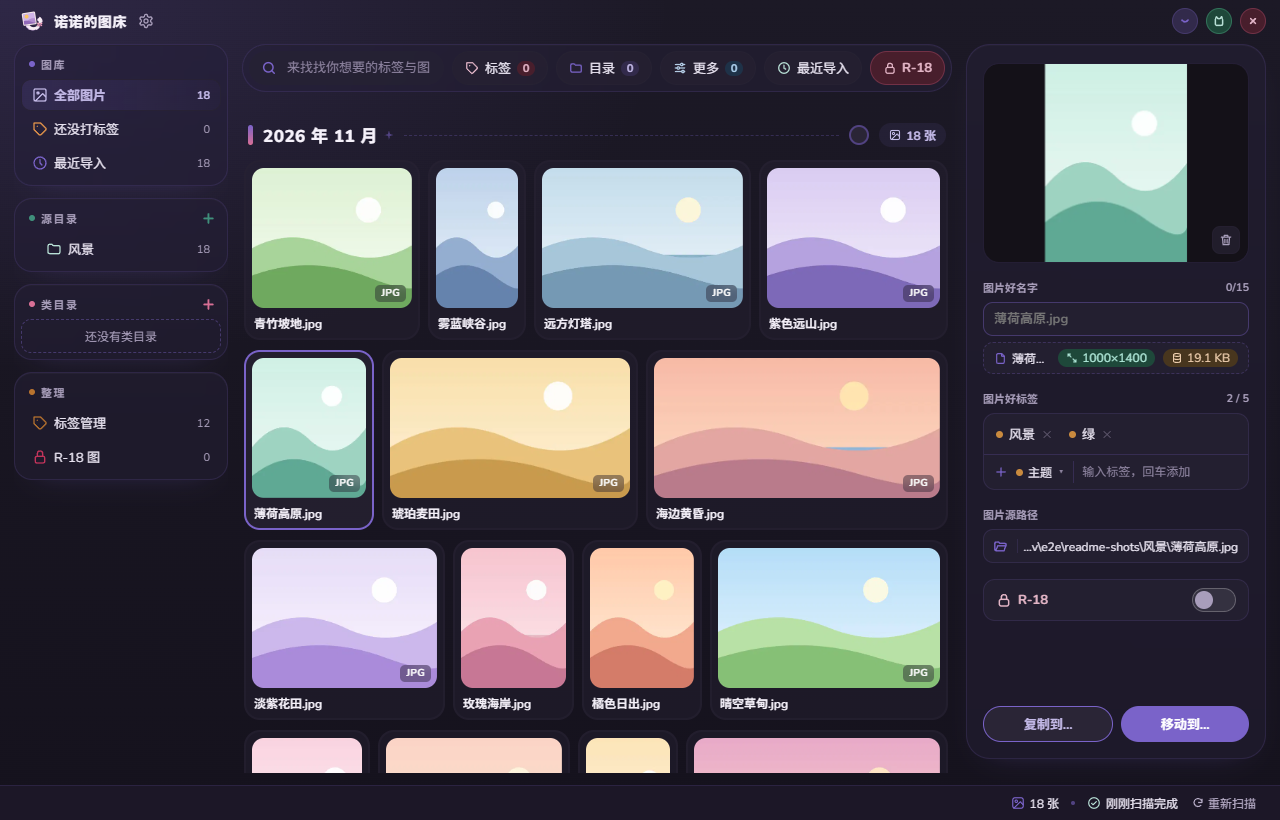 诺诺的图床
图库
全部图片 18
还没打标签 0
最近导入 18
源目录
风景 18
类目录
还没有类目录
整理
标签管理 12
R-18 图 0
来找找你想要的标签与图
标签 0
目录 0
更多 0
最近导入
R-18
2026 年 11 月
18 张
JPG
青竹坡地.jpg
雾蓝峡谷.jpg
JPG
远方灯塔.jpg
JPG
紫色远山.jpg
JPG
薄荷高原.jpg
JPG
琥珀麦田.jpg
JPG
海边黄昏.jpg
JPG
淡紫花田.jpg
玫瑰海岸.jpg
橘色日出.jpg
JPG
晴空草甸.jpg
图片好名字 0/15
薄荷高原.jpg
薄荷... 1000×1400 19.1 KB
图片好标签 2 / 5
风景 绿
主题 输入标签，回车添加
图片源路径
...v\e2e\readme-shots\风景\薄荷高原.jpg
R-18
复制到...
移动到...
18 张 刚刚扫描完成 重新扫描